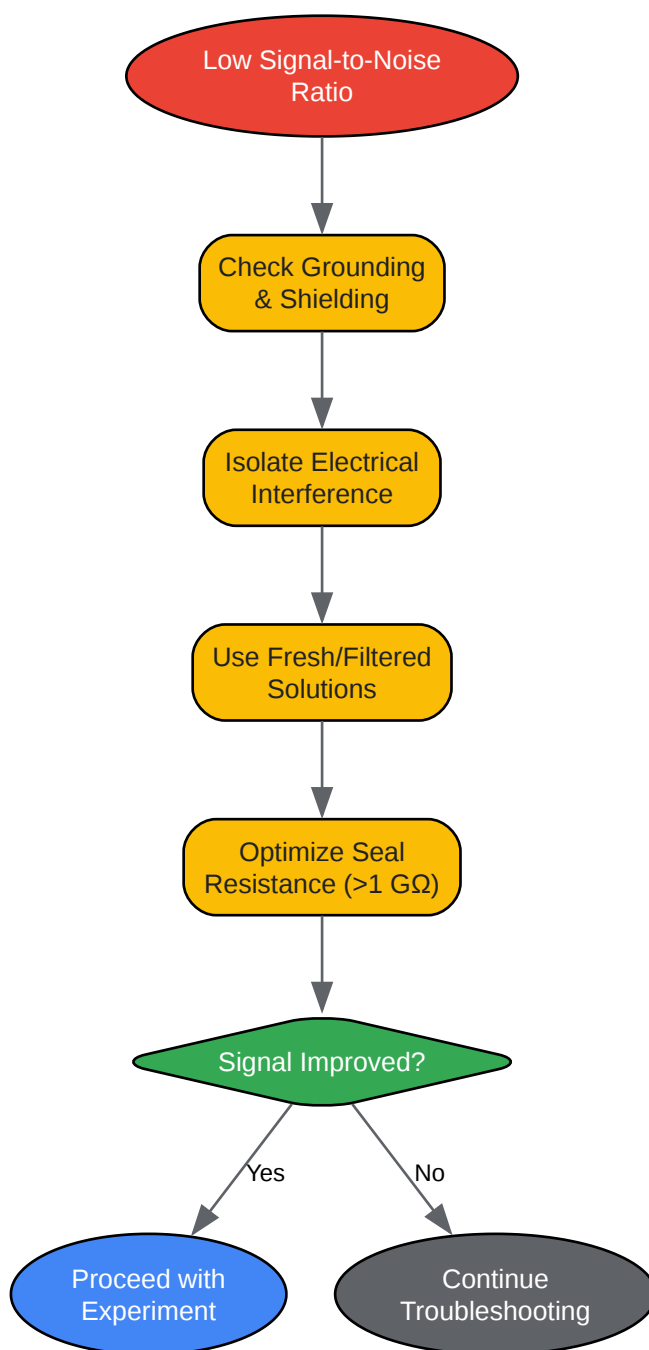 Low Signal-to-Noise
Ratio
Check Grounding
& Shielding
Isolate Electrical
Interference
Use Fresh/Filtered
Solutions
Optimize Seal
Resistance (>1 GΩ)
Signal Improved?
Yes
No
Proceed with
Experiment
Continue
Troubleshooting